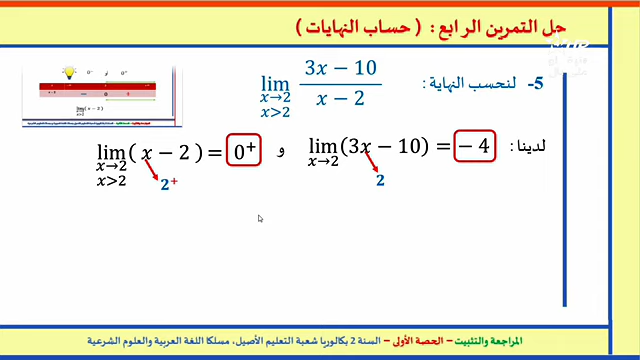 حل التمرين الرابع : ( حساب النهايات )
5- لنحسب النهاية : lim x→2 x>2 (3x − 10)/(x − 2)
لدينا : lim x→2 (3x − 10) = − 4 و lim x→2 x>2 ( x − 2) = 0⁺
2
2⁺
المراجعة والتثبيت – الحصة الأولى – السنة 2 بكالوريا شعبة التعليم الأصيل، مسلكا اللغة العربية والعلوم الشرعية